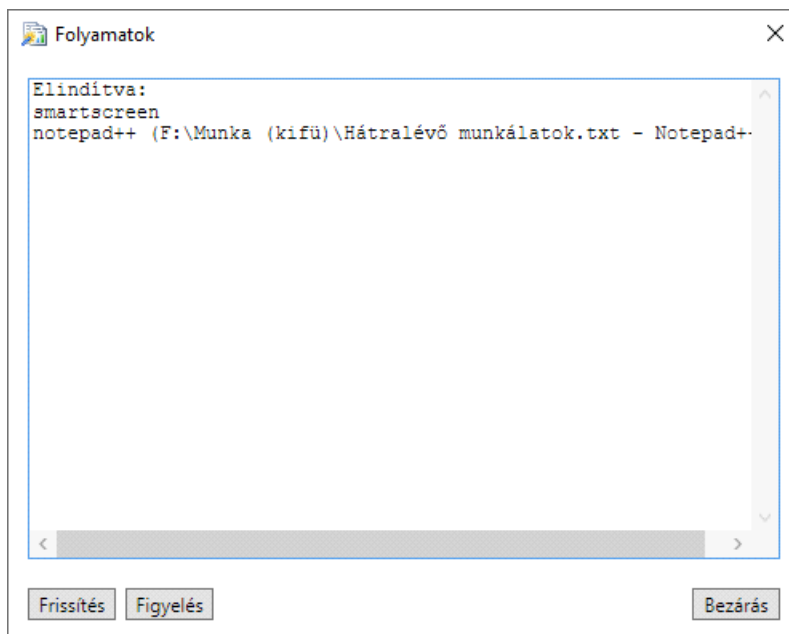 Folyamatok
Elindítva:
smartscreen
notepad++ (F:\Munka (kifü)\Hátralévő munkálatok.txt - Notepad+
Frissítés Figyelés Bezárás